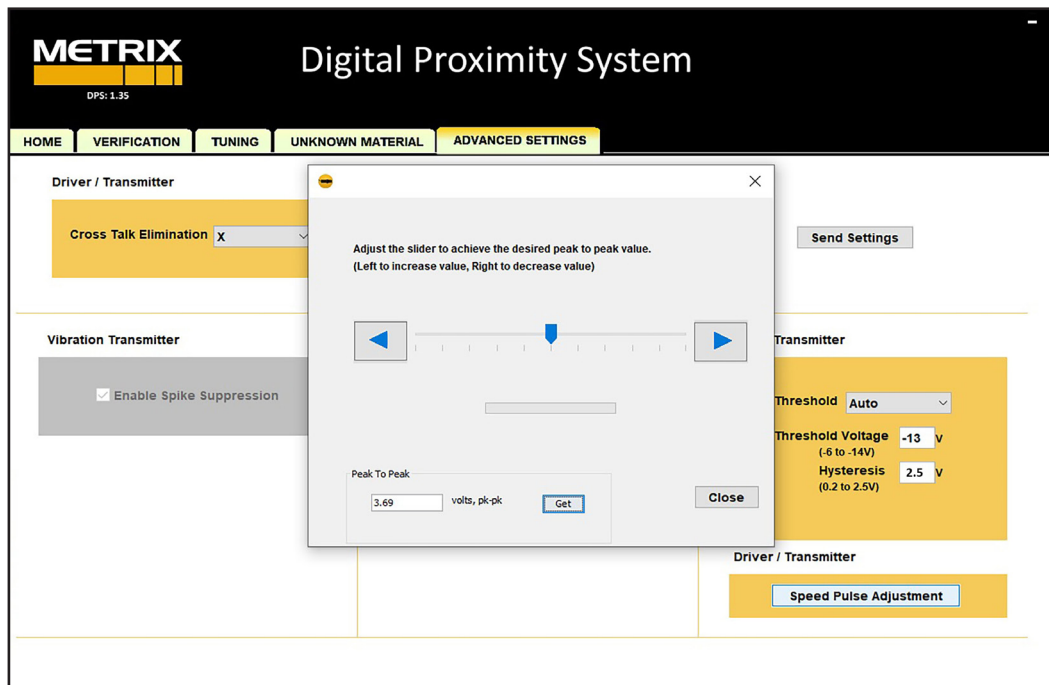 METRIX
DPS: 1.35
Digital Proximity System
HOME
VERIFICATION
TUNING
UNKNOWN MATERIAL
ADVANCED SETTINGS
Driver / Transmitter
Cross Talk Elimination X
Send Settings
Adjust the slider to achieve the desired peak to peak value.
(Left to increase value, Right to decrease value)
Vibration Transmitter
Enable Spike Suppression
Transmitter
Threshold Auto
Threshold Voltage -13 V
(-6 to -14V)
Hysteresis 2.5 V
(0.2 to 2.5V)
Peak To Peak
3.69 volts, pk-pk Get
Close
Driver / Transmitter
Speed Pulse Adjustment